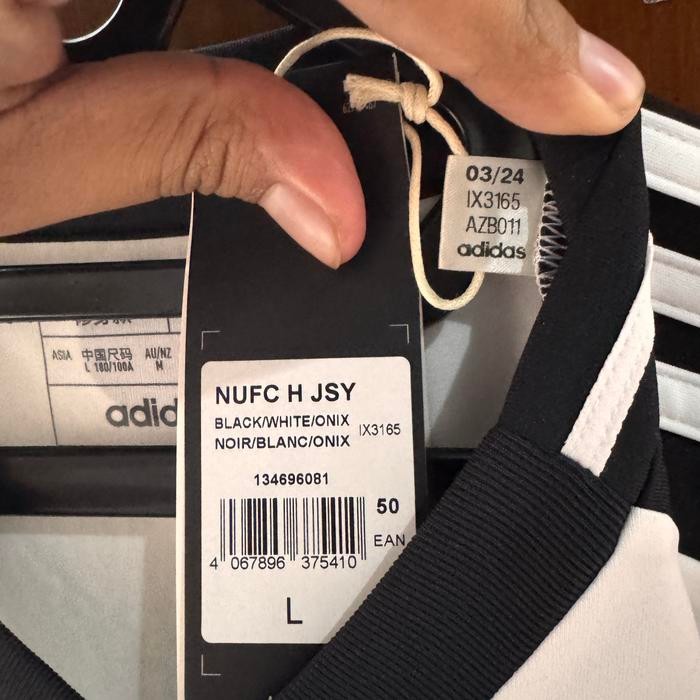 03/24
IX3165
AZB011
adidas
ASIA 中国尺码 AU/NZ
L 180/100A M
adid
NUFC H JSY
BLACK/WHITE/ONIX
IX3165
NOIR/BLANC/ONIX
134696081
50
EAN
4 067896 375410
L